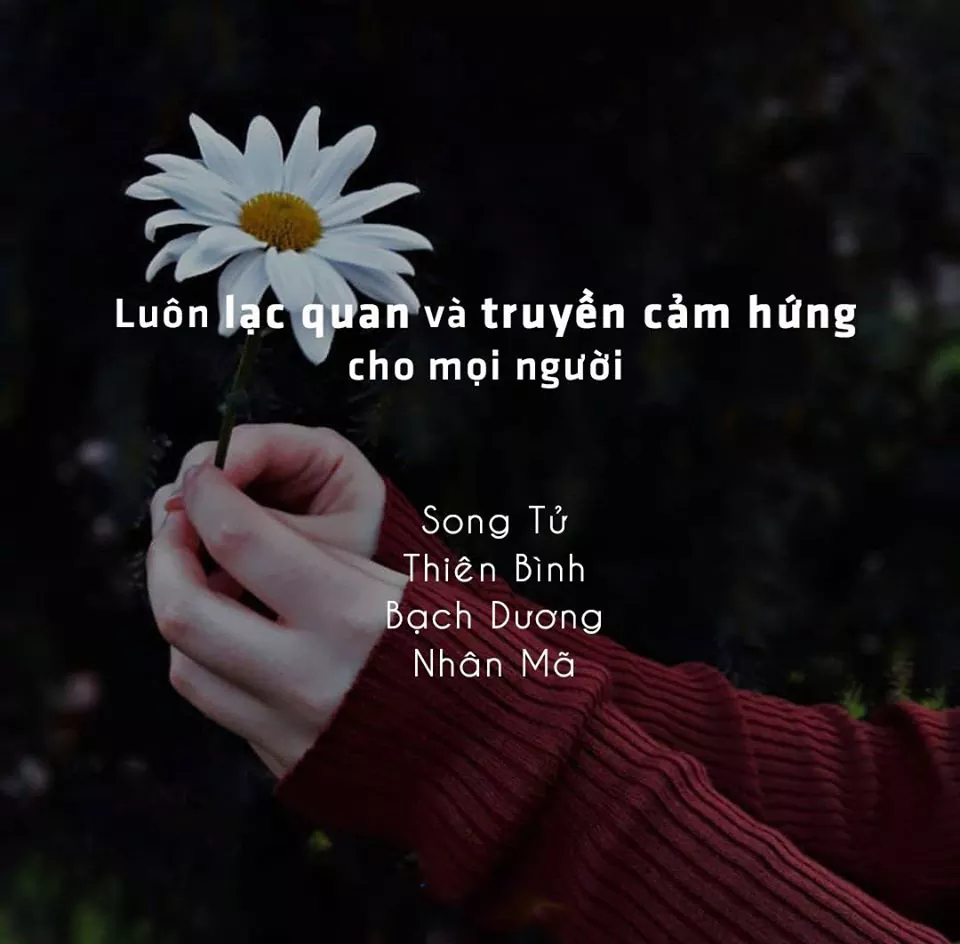 Luôn lạc quan và truyền cảm hứng
cho mọi người
Song Tử
Thiên Bình
Bạch Dương
Nhân Mã